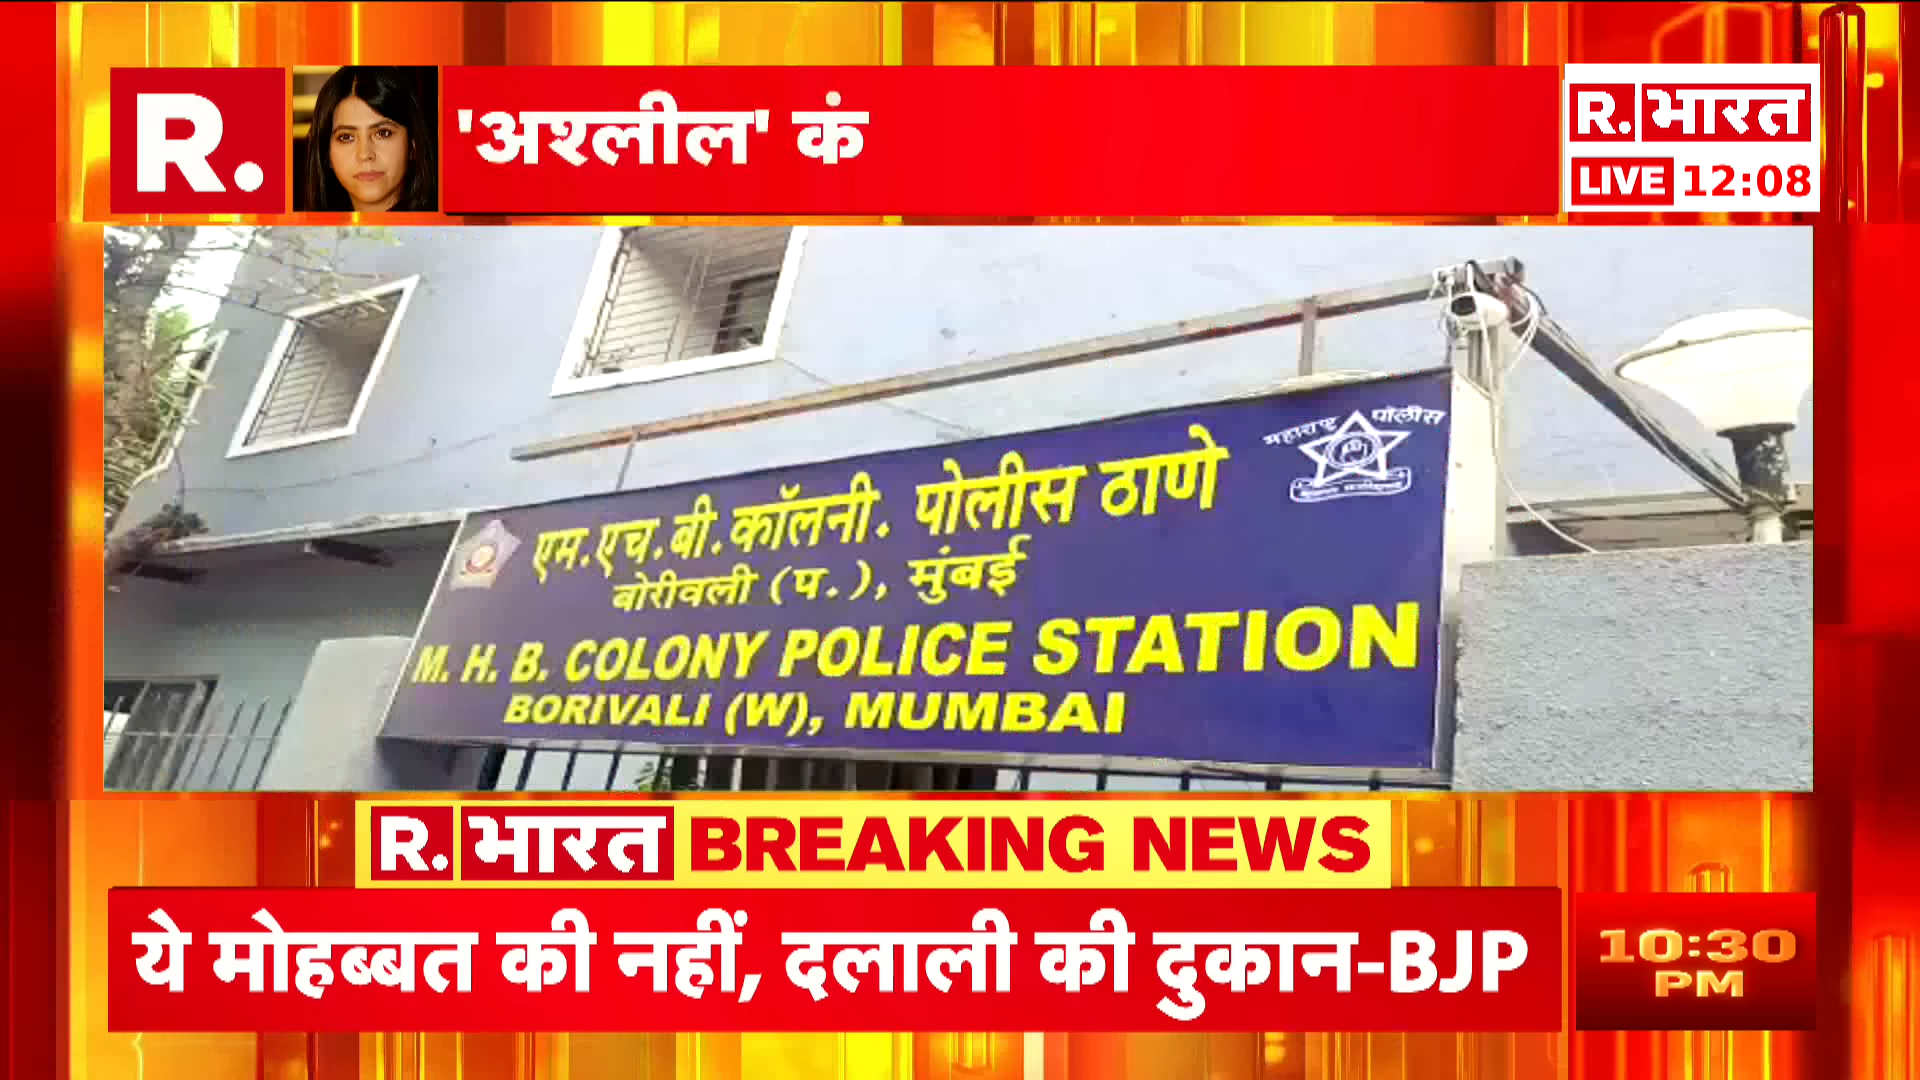 R.
'अश्लील' कं
R. भारत
LIVE 12:08
महाराष्ट्र पोलीस
एम.एच.बी.कॉलनी. पोलीस ठाणे
बोरीवली (प.), मुंबई
M. H. B. COLONY POLICE STATION
BORIVALI (W), MUMBAI
R. भारत BREAKING NEWS
ये मोहब्बत की नहीं, दलाली की दुकान-BJP
10:30
PM